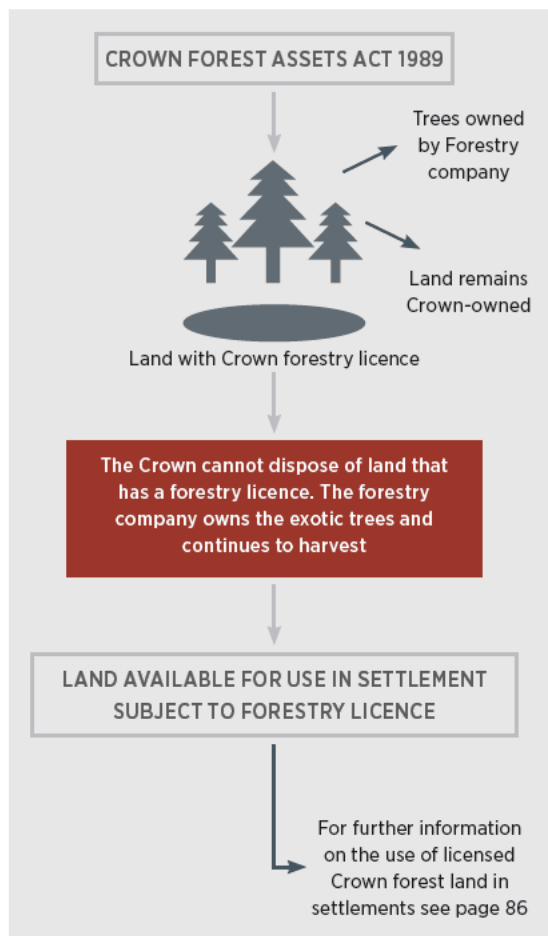 CROWN FOREST ASSETS ACT 1989
Trees owned
by Forestry
company
Land remains
Crown-owned
Land with Crown forestry licence
The Crown cannot dispose of land that
has a forestry licence. The forestry
company owns the exotic trees and
continues to harvest
LAND AVAILABLE FOR USE IN SETTLEMENT
SUBJECT TO FORESTRY LICENCE
For further information
on the use of licensed
Crown forest land in
settlements see page 86